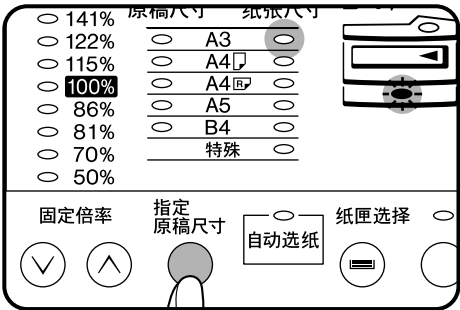 原稿尺寸 纸张尺寸
141%
122%
115%
100%
86%
81%
70%
50%
A3
A4
A4R
A5
B4
特殊
固定倍率
指定
原稿尺寸
自动选纸
纸匣选择